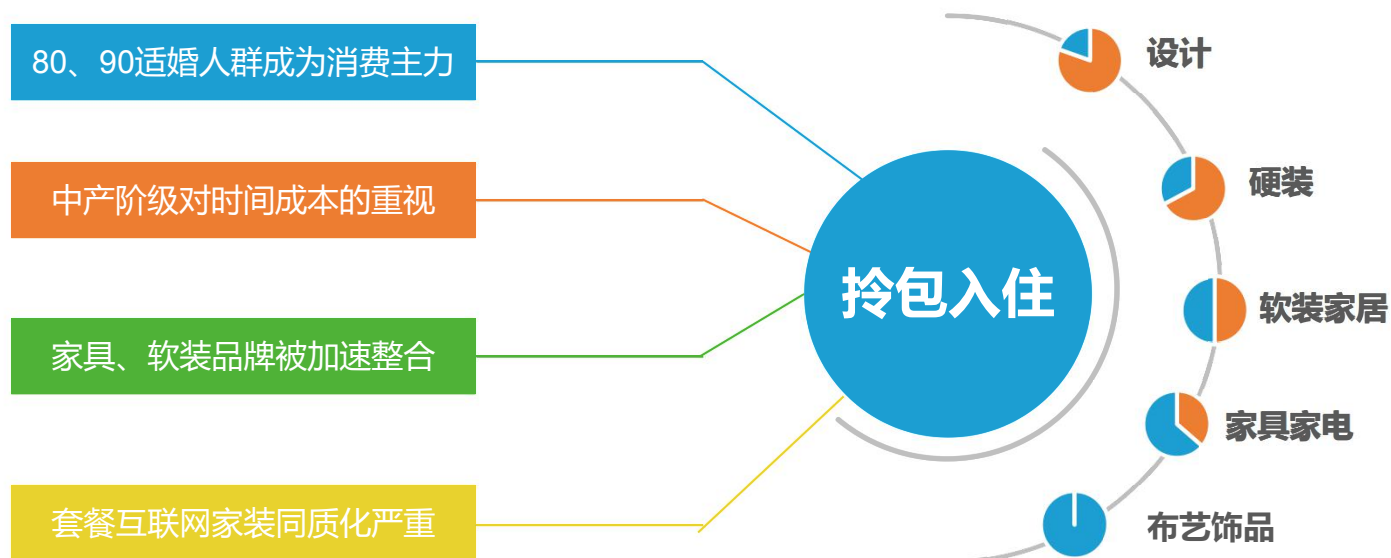 80、90适婚人群成为消费主力
中产阶级对时间成本的重视
家具、软装品牌被加速整合
套餐互联网家装同质化严重
拎包入住
设计
硬装
软装家居
家具家电
布艺饰品